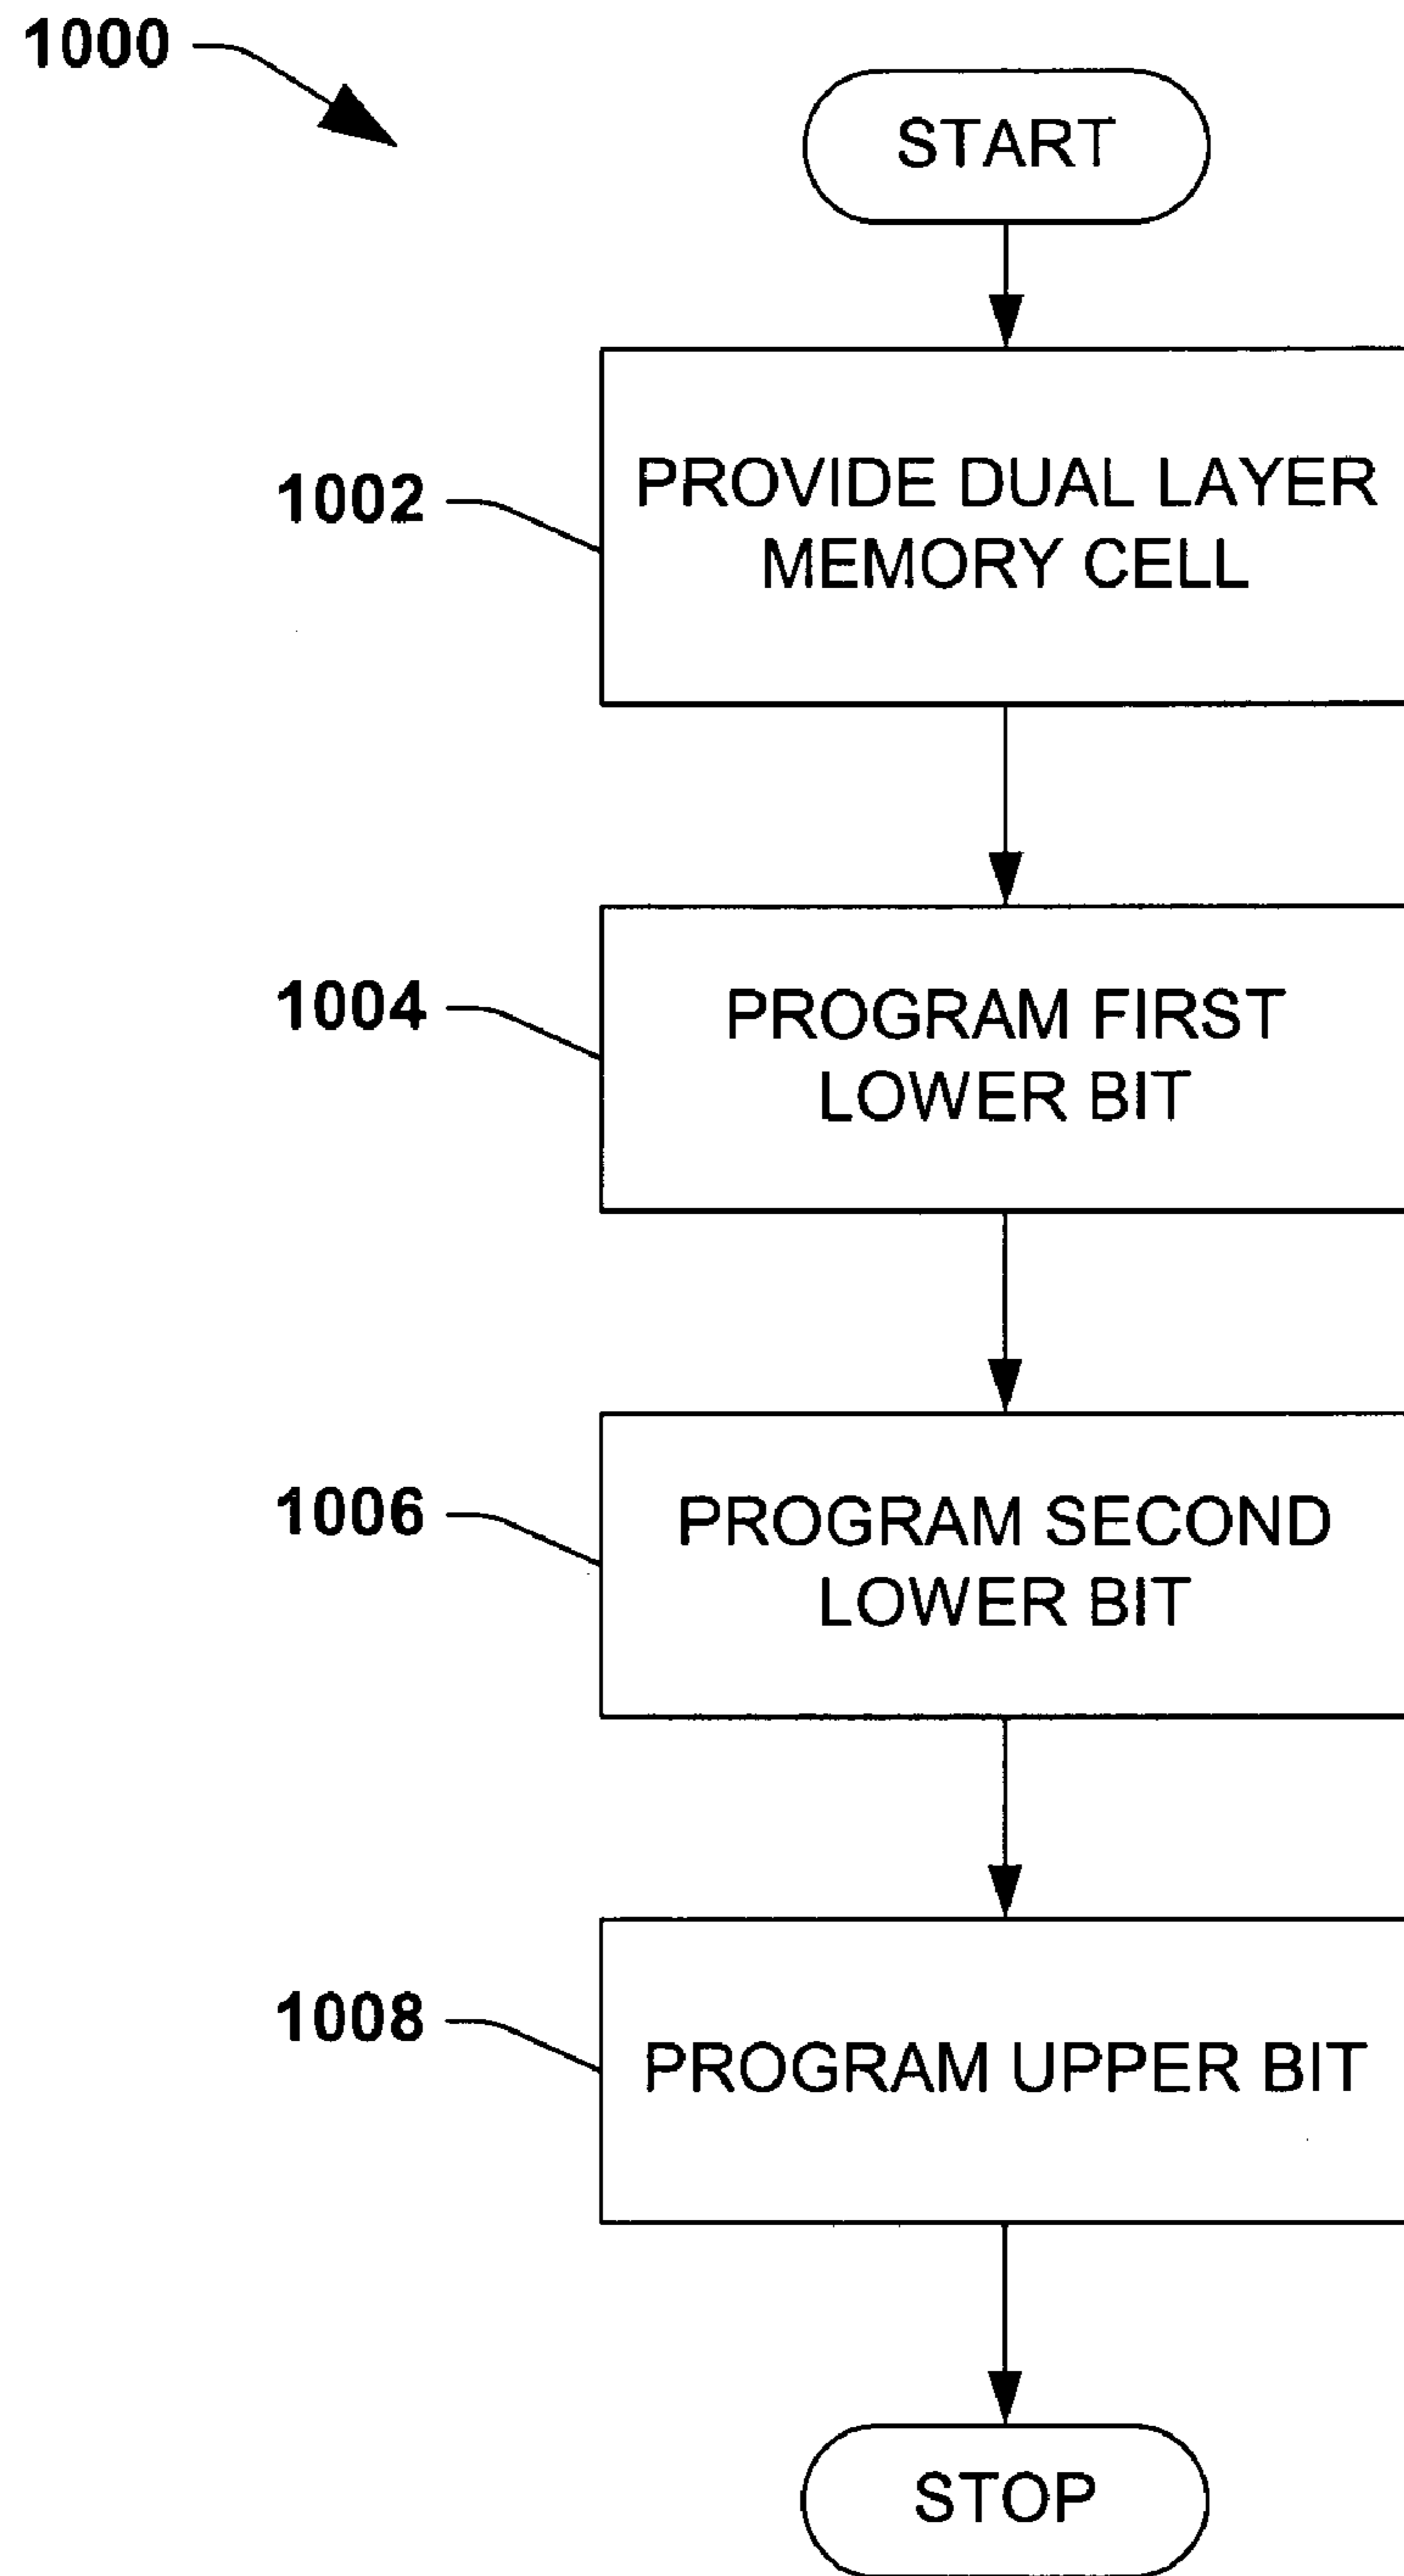 1000
START
1002
PROVIDE DUAL LAYER
MEMORY CELL
1004
PROGRAM FIRST
LOWER BIT
1006
PROGRAM SECOND
LOWER BIT
1008
PROGRAM UPPER BIT
STOP